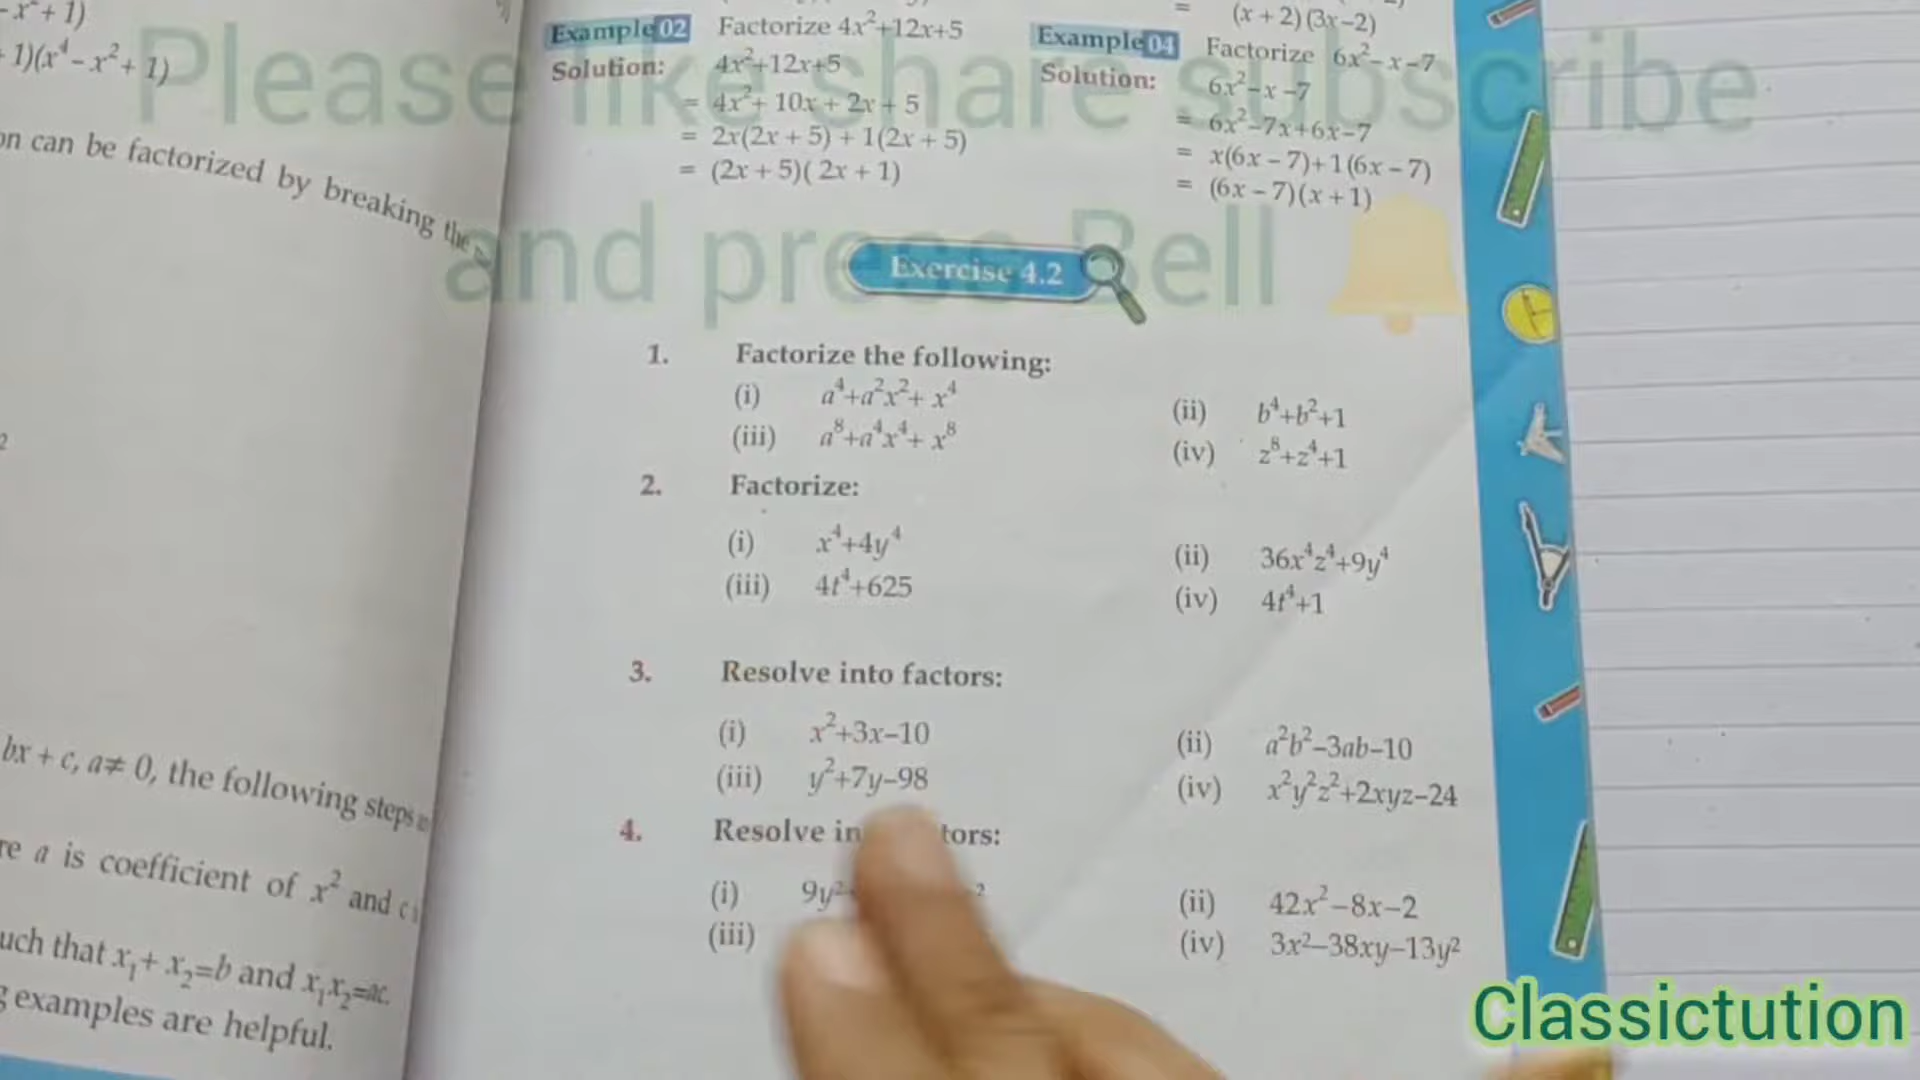 -x²+1)
+1)(x⁴-x²+1)
on can be factorized by breaking the
bx + c, a≠ 0, the following steps
re a is coefficient of x² and c
uch that x₁+ x₂=b and x₁x₂=ac.
g examples are helpful.
Example 02 Factorize 4x²+12x+5
Solution: 4x²+12x+5
= 4x²+ 10x + 2x + 5
= 2x(2x + 5) + 1(2x + 5)
= (2x + 5)( 2x + 1)
= (x + 2) (3x–2)
Example 04 Factorize 6x²– x –7
Solution: 6x²–x –7
= 6x²–7x+6x–7
= x(6x – 7)+1(6x – 7)
= (6x – 7)(x + 1)
Please like share subscribe
and press Bell
Exercise 4.2
1. Factorize the following:
(i) a⁴+a²x²+ x⁴ (ii) b⁴+b²+1
(iii) a⁸+a⁴x⁴+ x⁸ (iv) z⁸+z⁴+1
2. Factorize:
(i) x⁴+4y⁴ (ii) 36x⁴z⁴+9y⁴
(iii) 4t⁴+625 (iv) 4t⁴+1
3. Resolve into factors:
(i) x²+3x–10 (ii) a²b²–3ab–10
(iii) y²+7y–98 (iv) x²y²z²+2xyz–24
4. Resolve in tors:
(i) 9y² ² (ii) 42x²–8x–2
(iii) (iv) 3x²–38xy–13y²
Classictution